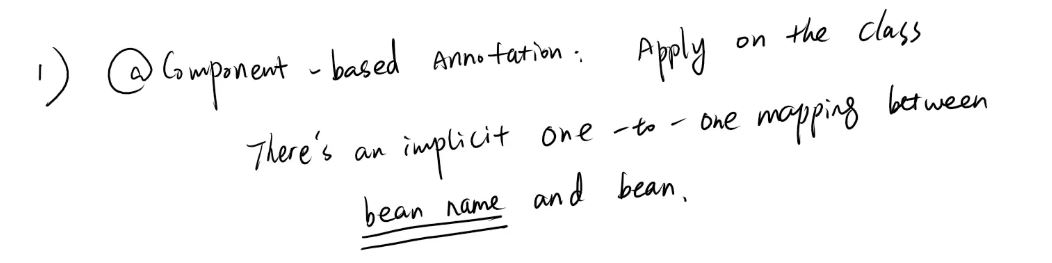 1) @Component - based Annotation : Apply on the class
There's an implicit one - to - one mapping between
bean name and bean.